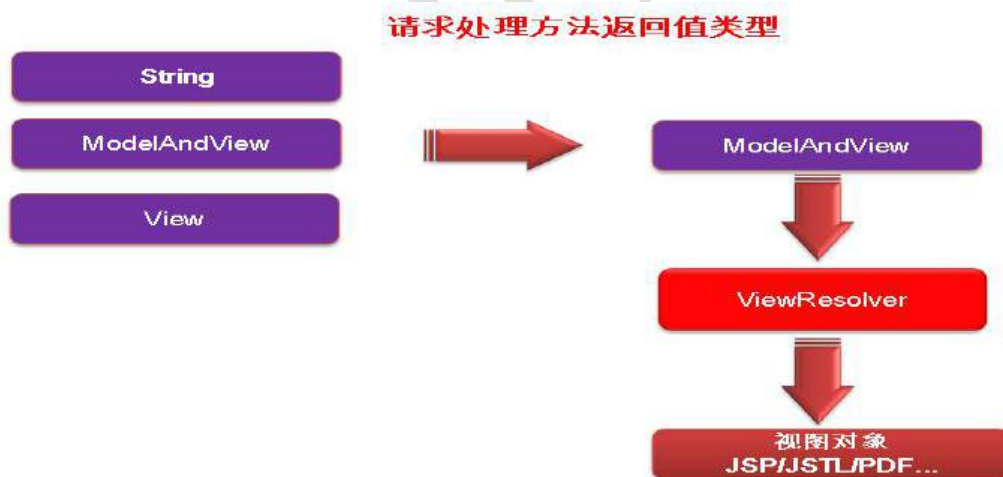 请求处理方法返回值类型
String
ModelAndView
View
ModelAndView
ViewResolver
视图对象
JSP/JSTL/PDF...